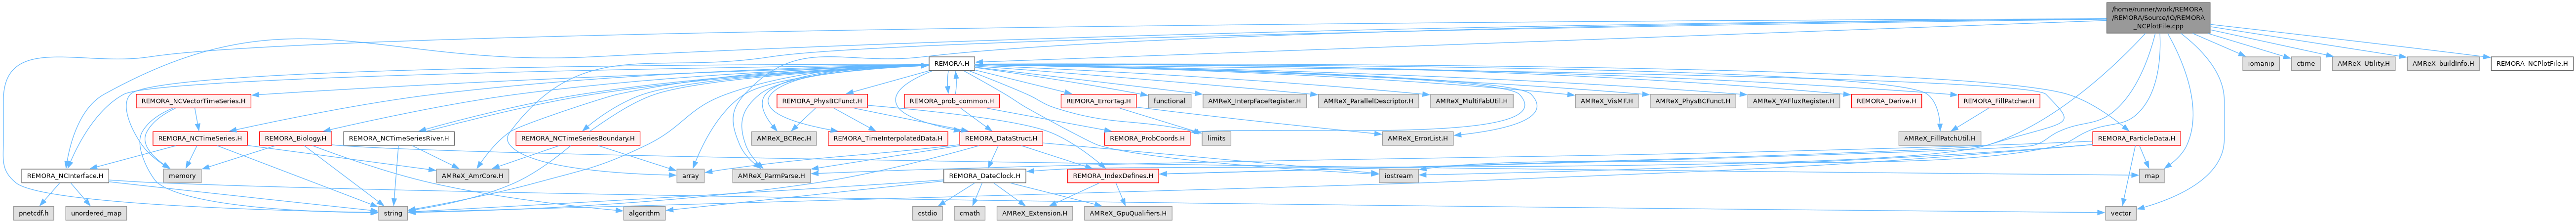 /home/runner/work/REMORA
/REMORA/Source/IO/REMORA
_NCPlotFile.cpp
REMORA.H
iomanip
ctime
AMReX_Utility.H
AMReX_buildInfo.H
REMORA_NCPlotFile.H
REMORA_NCVectorTimeSeries.H
REMORA_PhysBCFunct.H
REMORA_prob_common.H
REMORA_ErrorTag.H
functional
AMReX_InterpFaceRegister.H
AMReX_ParallelDescriptor.H
AMReX_MultiFabUtil.H
AMReX_VisMF.H
AMReX_PhysBCFunct.H
AMReX_YAFluxRegister.H
REMORA_Derive.H
REMORA_FillPatcher.H
REMORA_NCTimeSeries.H
REMORA_Biology.H
REMORA_NCTimeSeriesRiver.H
REMORA_NCTimeSeriesBoundary.H
AMReX_BCRec.H
REMORA_TimeInterpolatedData.H
REMORA_DataStruct.H
REMORA_ProbCoords.H
limits
AMReX_ErrorList.H
AMReX_FillPatchUtil.H
REMORA_ParticleData.H
REMORA_NCInterface.H
memory
AMReX_AmrCore.H
array
AMReX_ParmParse.H
REMORA_DateClock.H
REMORA_IndexDefines.H
iostream
map
pnetcdf.h
unordered_map
string
algorithm
cstdio
cmath
AMReX_Extension.H
AMReX_GpuQualifiers.H
vector